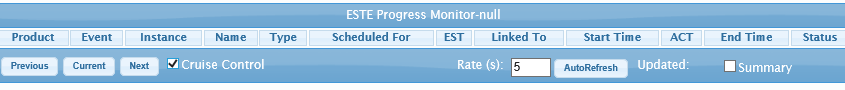 ESTE Progress Monitor-null
Product Event Instance Name Type Scheduled For EST Linked To Start Time ACT End Time Status
Previous Current Next Cruise Control Rate (s): 5 AutoRefresh Updated: Summary